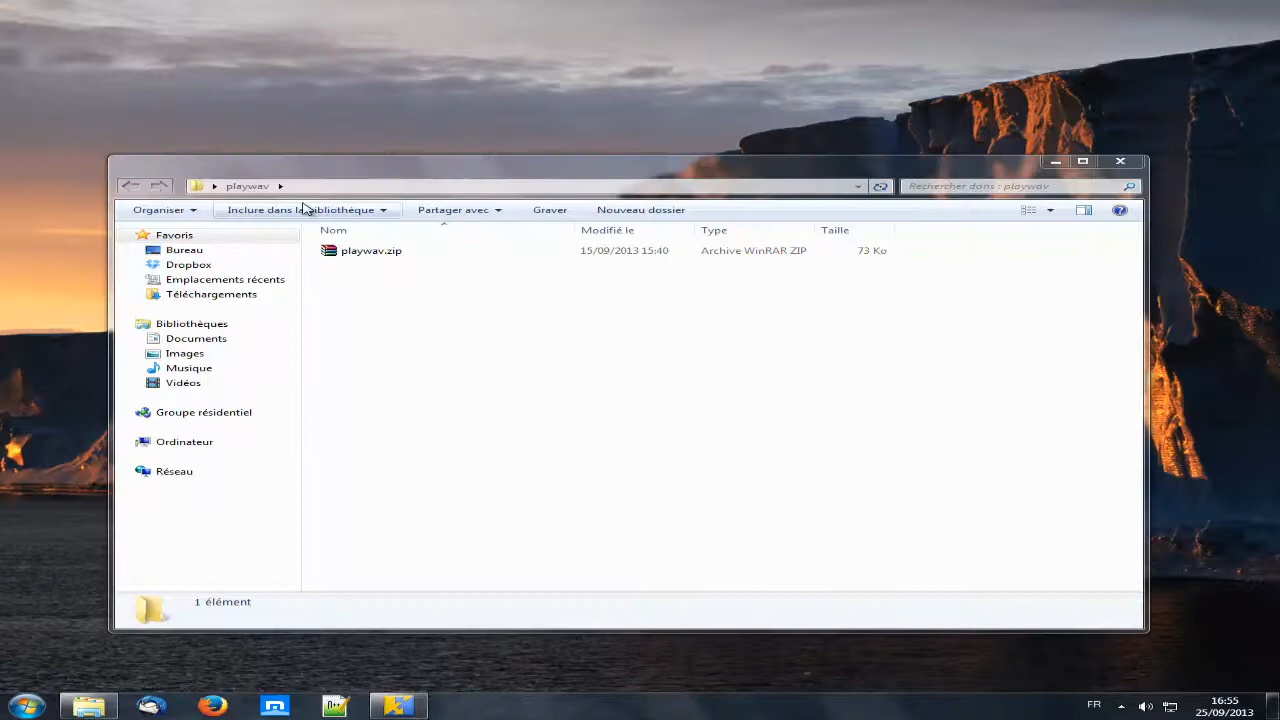 playwav
Rechercher dans : playwav
Organiser Inclure dans la bibliothèque Partager avec Graver Nouveau dossier
Favoris
Bureau
Dropbox
Emplacements récents
Téléchargements
Bibliothèques
Documents
Images
Musique
Vidéos
Groupe résidentiel
Ordinateur
Réseau
Nom Modifié le Type Taille
playwav.zip 15/09/2013 15:40 Archive WinRAR ZIP 73 Ko
1 élément
FR
16:55
25/09/2013